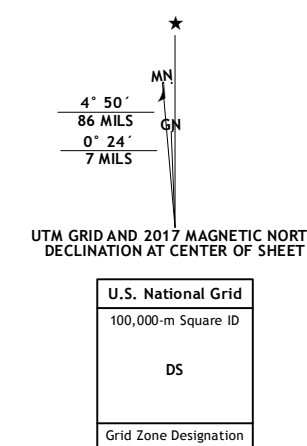 MN
4° 50´
86 MILS
GN
0° 24´
7 MILS
UTM GRID AND 2017 MAGNETIC NORT
DECLINATION AT CENTER OF SHEET
U.S. National Grid
100,000-m Square ID
DS
Grid Zone Designation